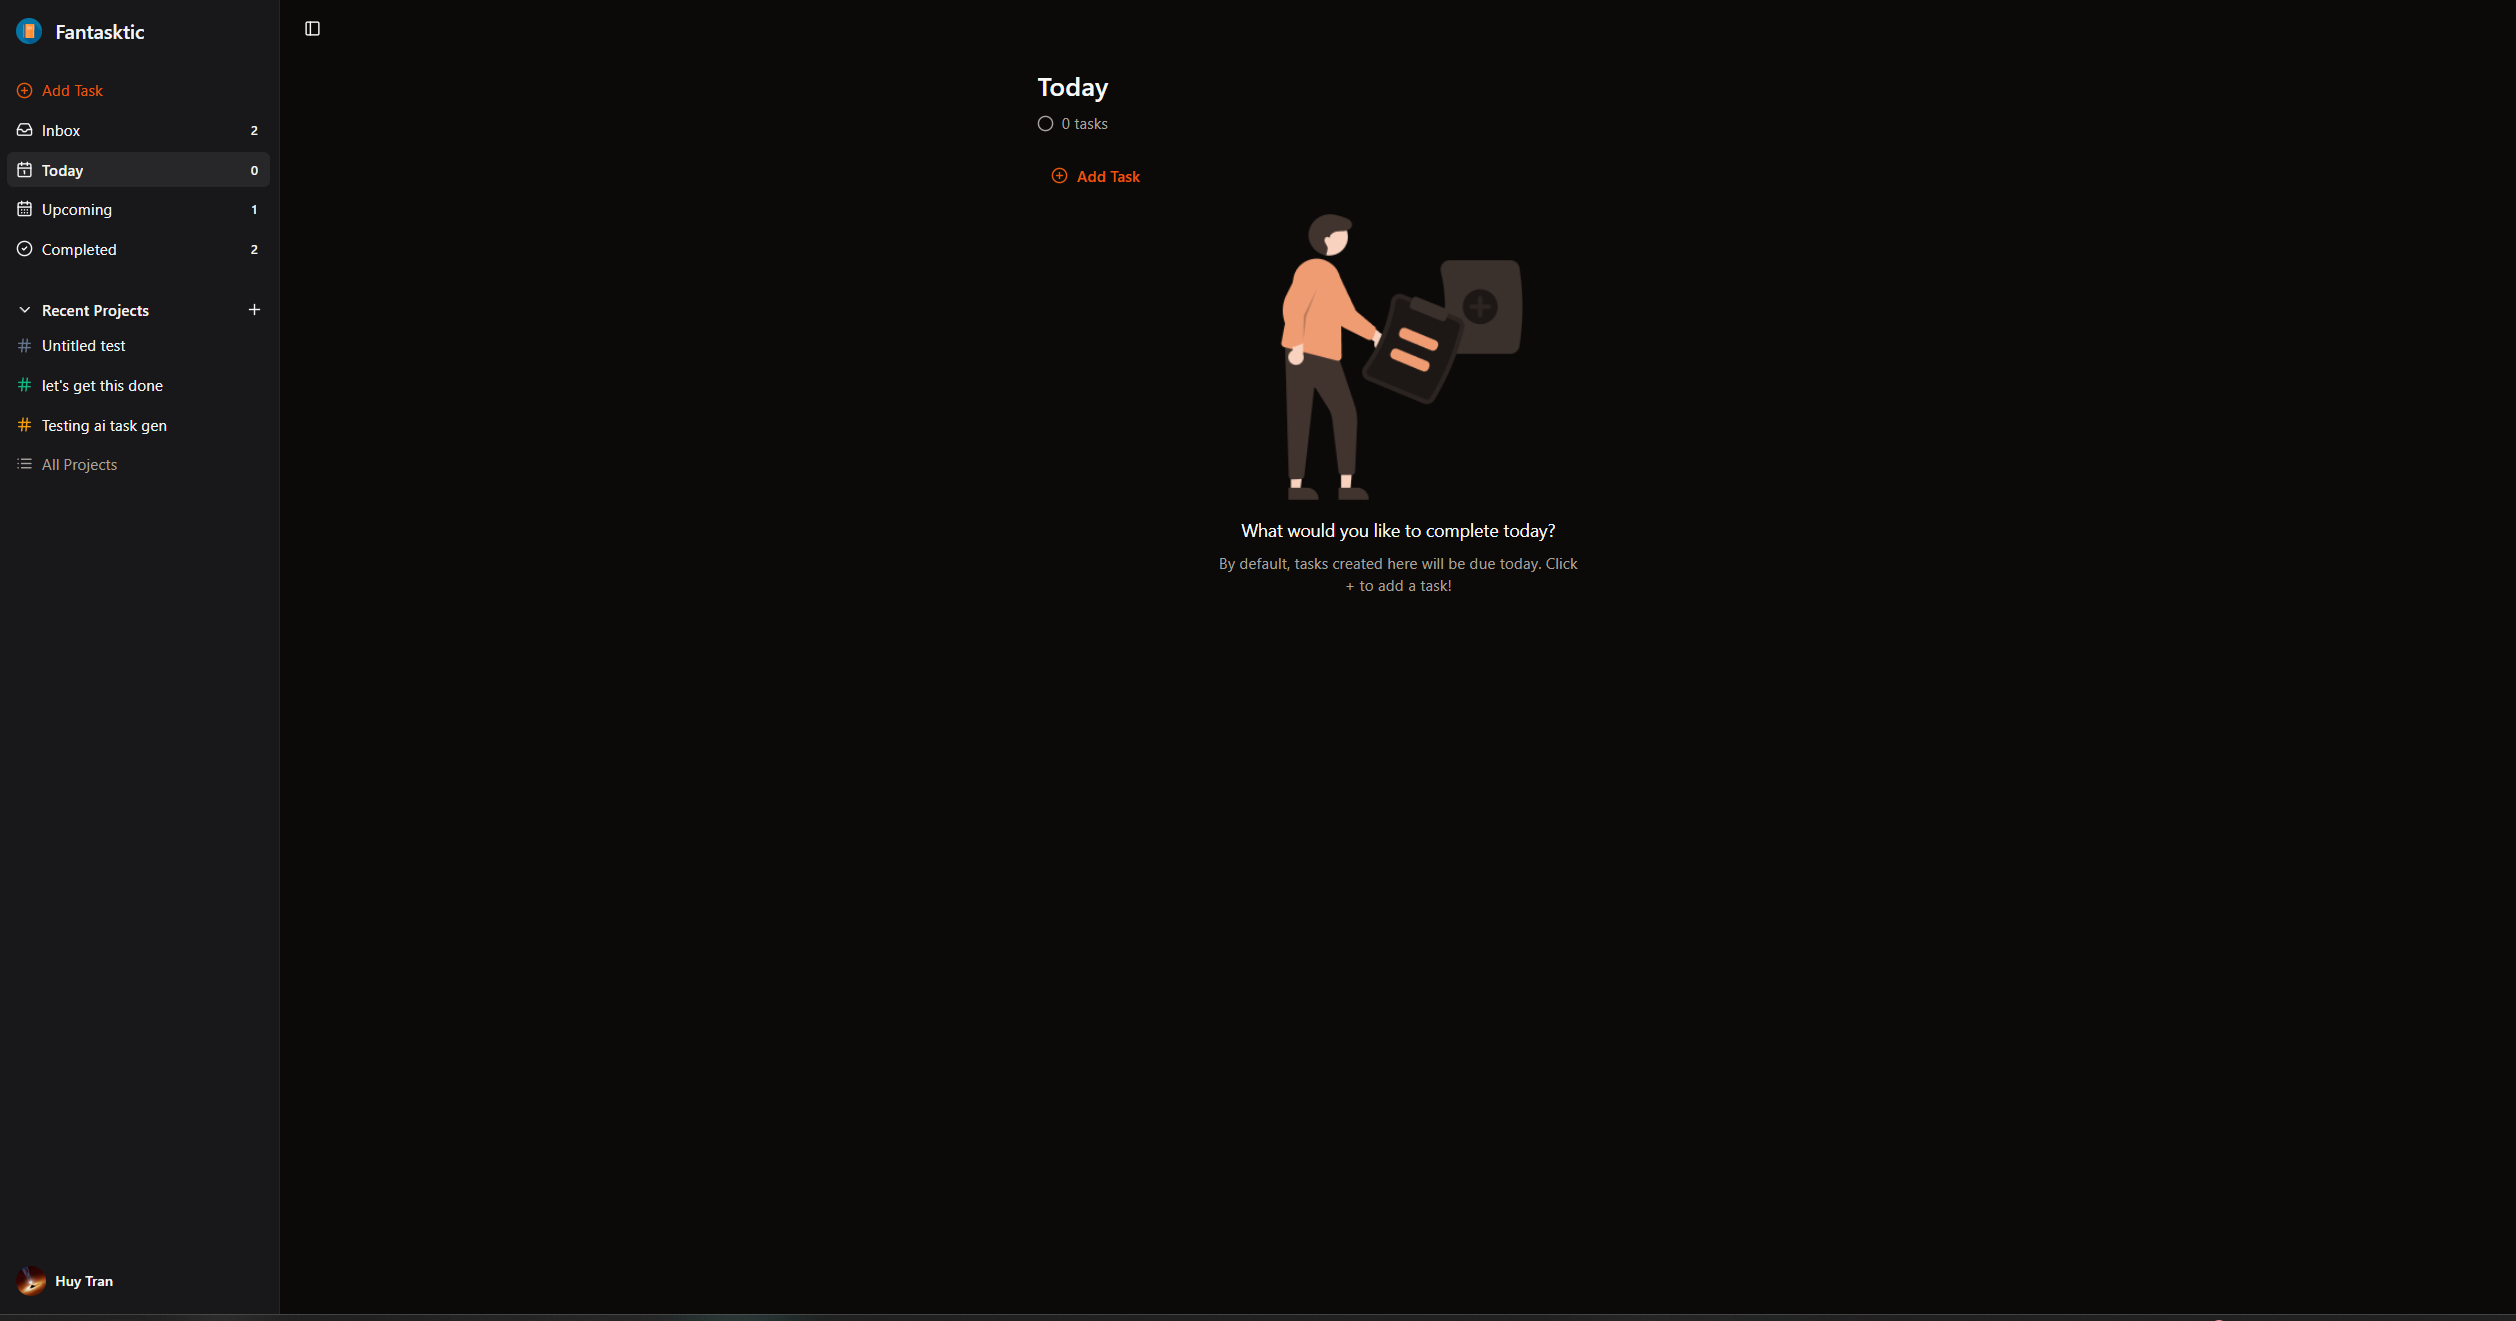 Fantasktic
Add Task
Inbox 2
Today 0
Upcoming 1
Completed 2
Recent Projects
Untitled test
let's get this done
Testing ai task gen
All Projects
Huy Tran
Today
0 tasks
Add Task
What would you like to complete today?
By default, tasks created here will be due today. Click
+ to add a task!